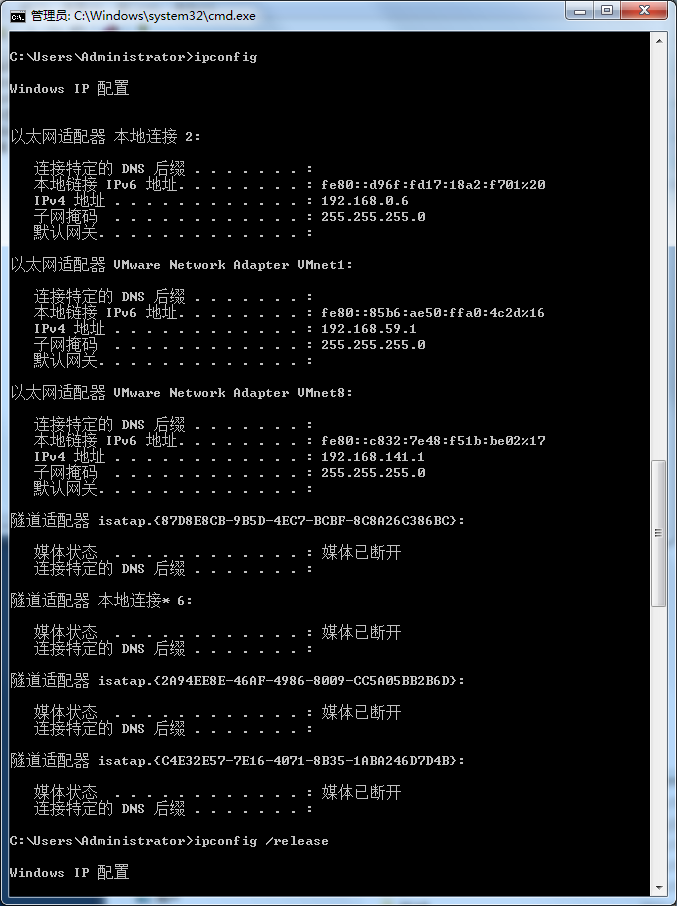 管理员: C:\Windows\system32\cmd.exe
C:\Users\Administrator>ipconfig
Windows IP 配置
以太网适配器 本地连接 2:
连接特定的 DNS 后缀 . . . . . . . :
本地链接 IPv6 地址. . . . . . . . : fe80::d96f:fd17:18a2:f701%20
IPv4 地址 . . . . . . . . . . . . : 192.168.0.6
子网掩码  . . . . . . . . . . . . : 255.255.255.0
默认网关. . . . . . . . . . . . . :
以太网适配器 VMware Network Adapter VMnet1:
连接特定的 DNS 后缀 . . . . . . . :
本地链接 IPv6 地址. . . . . . . . : fe80::85b6:ae50:ffa0:4c2d%16
IPv4 地址 . . . . . . . . . . . . : 192.168.59.1
子网掩码  . . . . . . . . . . . . : 255.255.255.0
默认网关. . . . . . . . . . . . . :
以太网适配器 VMware Network Adapter VMnet8:
连接特定的 DNS 后缀 . . . . . . . :
本地链接 IPv6 地址. . . . . . . . : fe80::c832:7e48:f51b:be02%17
IPv4 地址 . . . . . . . . . . . . : 192.168.141.1
子网掩码  . . . . . . . . . . . . : 255.255.255.0
默认网关. . . . . . . . . . . . . :
隧道适配器 isatap.{87D8E8CB-9B5D-4EC7-BCBF-8C8A26C386BC}:
媒体状态  . . . . . . . . . . . . : 媒体已断开
连接特定的 DNS 后缀 . . . . . . . :
隧道适配器 本地连接* 6:
媒体状态  . . . . . . . . . . . . : 媒体已断开
连接特定的 DNS 后缀 . . . . . . . :
隧道适配器 isatap.{2A94EE8E-46AF-4986-8009-CC5A05BB2B6D}:
媒体状态  . . . . . . . . . . . . : 媒体已断开
连接特定的 DNS 后缀 . . . . . . . :
隧道适配器 isatap.{C4E32E57-7E16-4071-8B35-1ABA246D7D4B}:
媒体状态  . . . . . . . . . . . . : 媒体已断开
连接特定的 DNS 后缀 . . . . . . . :
C:\Users\Administrator>ipconfig /release
Windows IP 配置